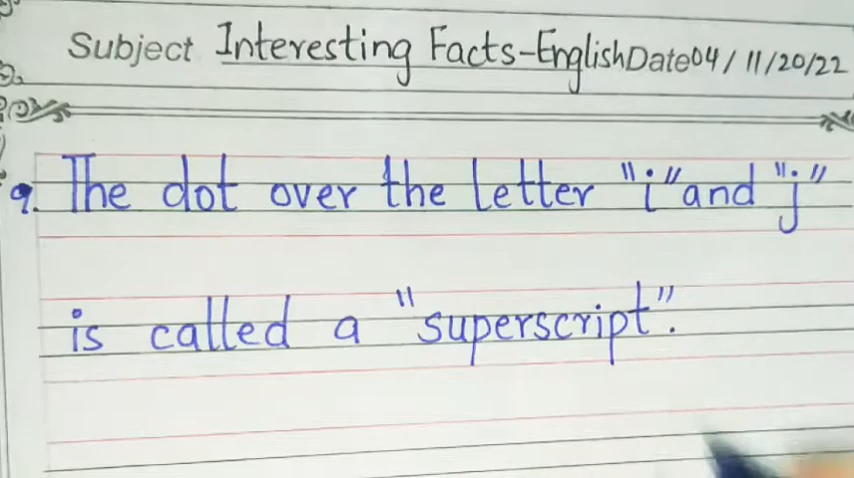 Subject Interesting Facts-English Date 04/11/20/22
9. The dot over the letter "i" and "j"
is called a "superscript".